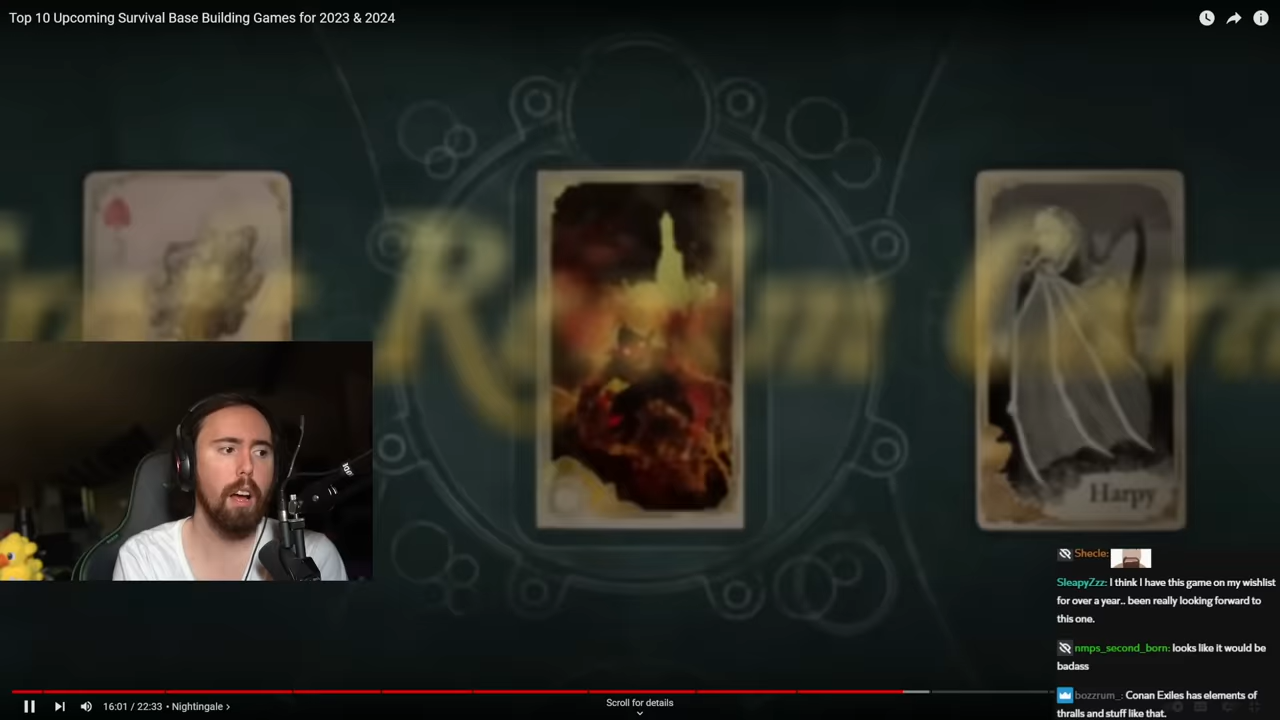 Top 10 Upcoming Survival Base Building Games for 2023 & 2024
Harpy
Shecle:
SleapyZzz: I think I have this game on my wishlist
for over a year.. been really looking forward to
this one.
nmps_second_born: looks like it would be
badass
bozzrum_: Conan Exiles has elements of
thralls and stuff like that.
16:01 / 22:33 • Nightingale >
Scroll for details